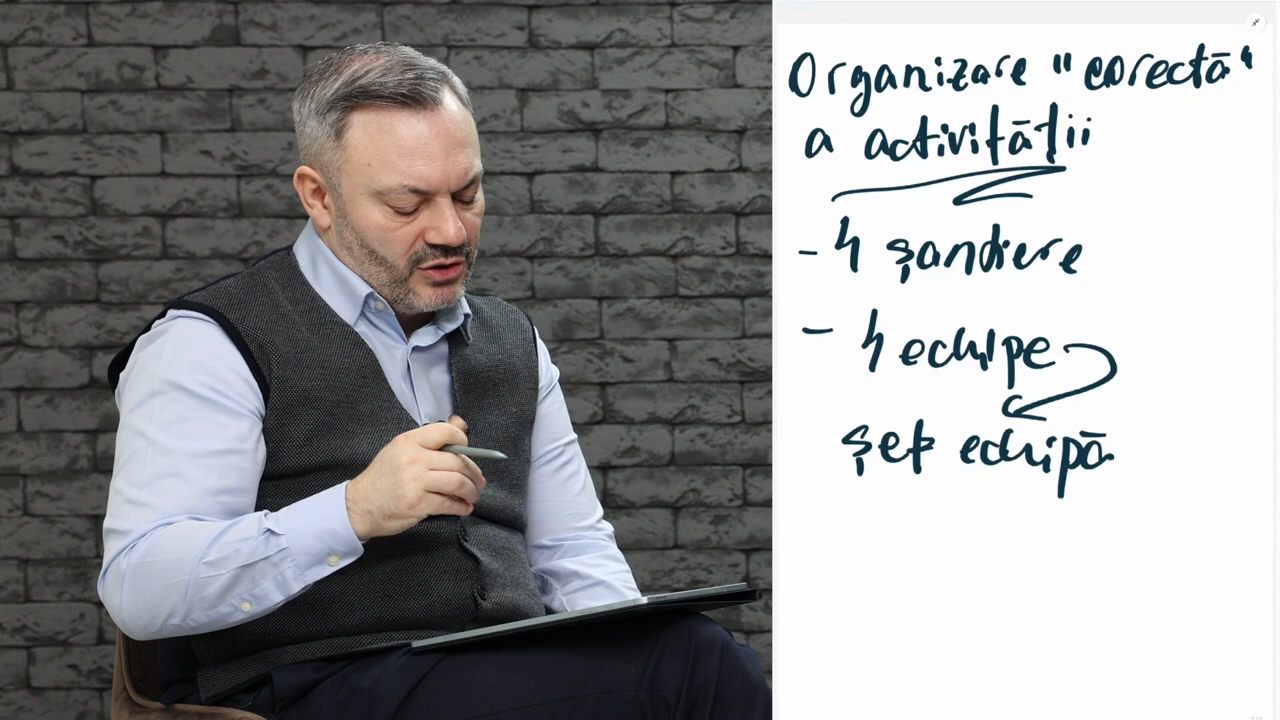 Organizare "corectă"
a activității
- 4 șantiere
- 4 echipe
șef echipă